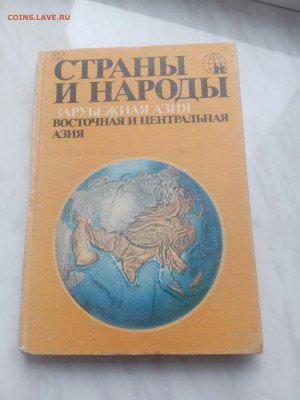 COINS.LAVE.RU
СТРАНЫ
И НАРОДЫ
ЗАРУБЕЖНАЯ АЗИЯ
ВОСТОЧНАЯ И ЦЕНТРАЛЬНАЯ
АЗИЯ